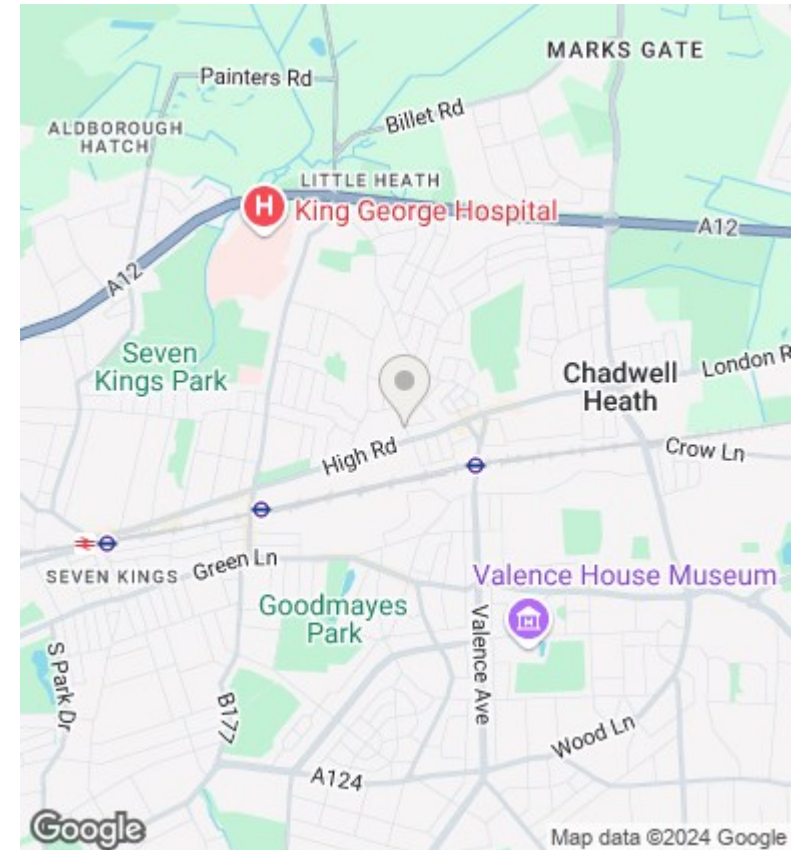 MARKS GATE
Painters Rd
Billet Rd
ALDBOROUGH
HATCH
LITTLE HEATH
H
King George Hospital
A12
A12
Seven
Kings Park
Chadwell
Heath
London R
High Rd
Crow Ln
SEVEN KINGS
Green Ln
Valence House Museum
Goodmayes
Park
Valence Ave
S Park Dr
B177
Wood Ln
A124
Google
Map data ©2024 Google